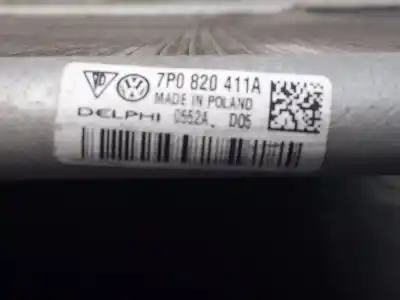 7P0 820 411A
MADE IN POLAND
DELPHI 0552A D05